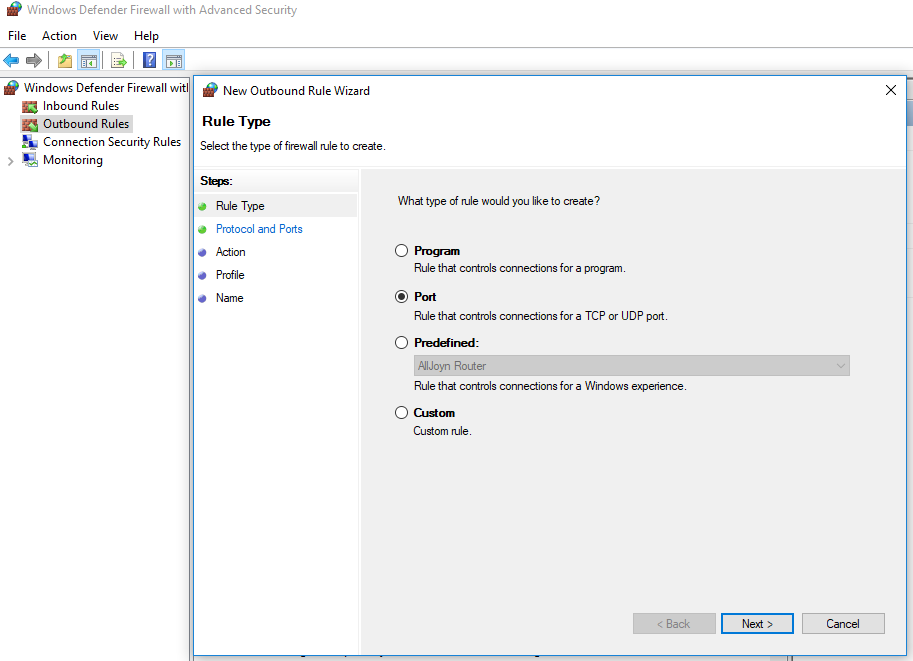 Windows Defender Firewall with Advanced Security
File Action View Help
Windows Defender Firewall wit
Inbound Rules
Outbound Rules
Connection Security Rules
Monitoring
New Outbound Rule Wizard
Rule Type
Select the type of firewall rule to create.
Steps:
Rule Type
Protocol and Ports
Action
Profile
Name
What type of rule would you like to create?
Program
Rule that controls connections for a program.
Port
Rule that controls connections for a TCP or UDP port.
Predefined:
AllJoyn Router
Rule that controls connections for a Windows experience.
Custom
Custom rule.
< Back
Next >
Cancel